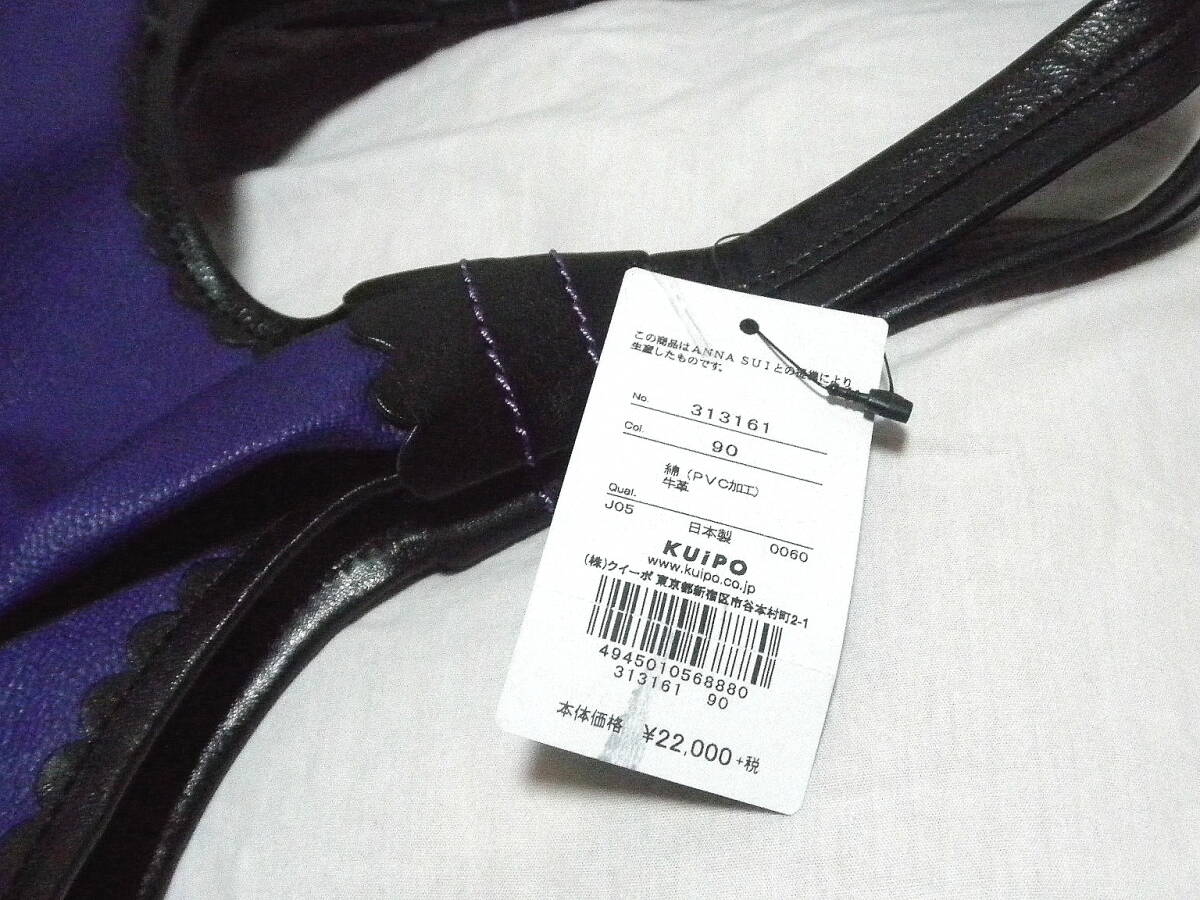 この商品はANNA SUIとの提携により
生産したものです。
No. 313161
Col. 90
綿(PVC加工)
牛革
Qual.
J05 日本製 0060
KUiPO
www.kuipo.co.jp
(株)クイーポ 東京都新宿区市谷本村町2-1
4945010568880
313161 90
本体価格 ¥22,000+税